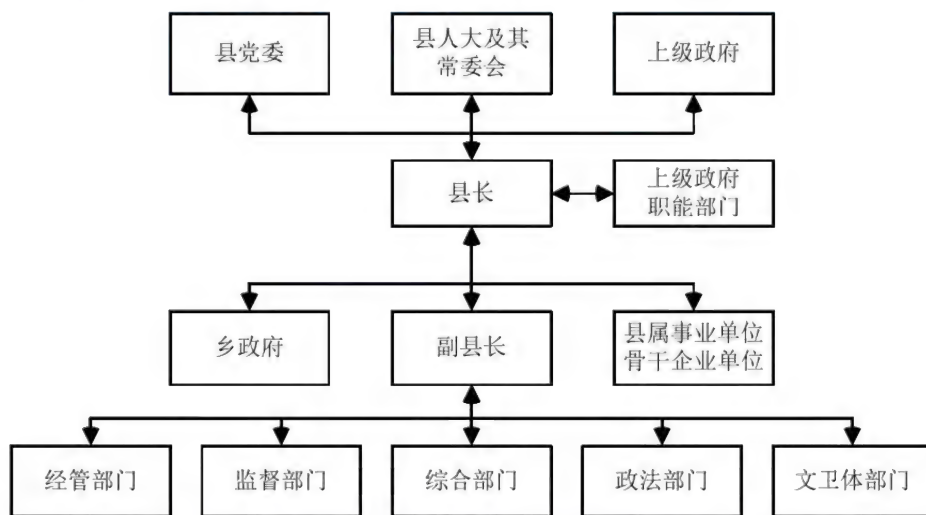 县党委
县人大及其
常委会
上级政府
县长
上级政府
职能部门
乡政府
副县长
县属事业单位
骨干企业单位
经管部门
监督部门
综合部门
政法部门
文卫体部门